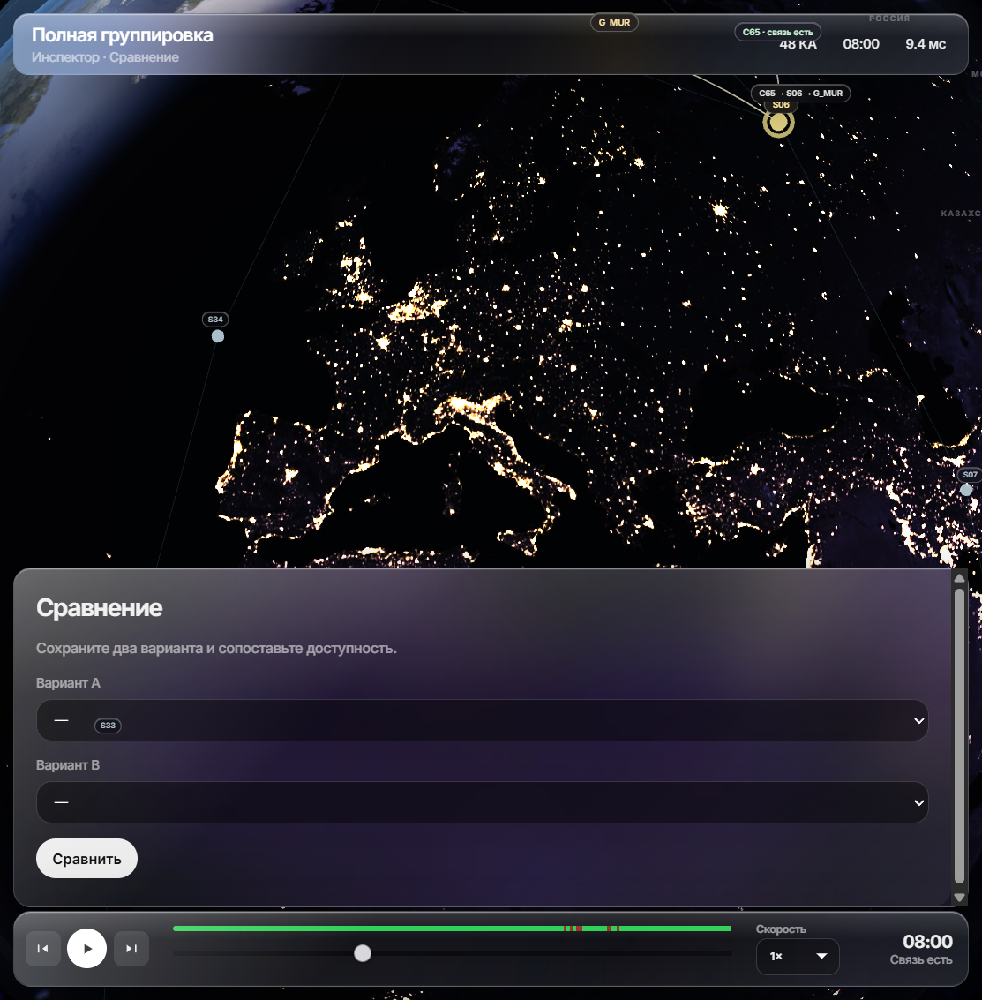 G_MUR
РОССИЯ
Полная группировка
C65 · связь есть
48 КА
08:00
9.4 мс
Инспектор · Сравнение
C65 → S06 → G_MUR
S06
КАЗАХС
S34
S07
Сравнение
Сохраните два варианта и сопоставьте доступность.
Вариант A
—
S33
Вариант B
—
Сравнить
Скорость
1×
08:00
Связь есть